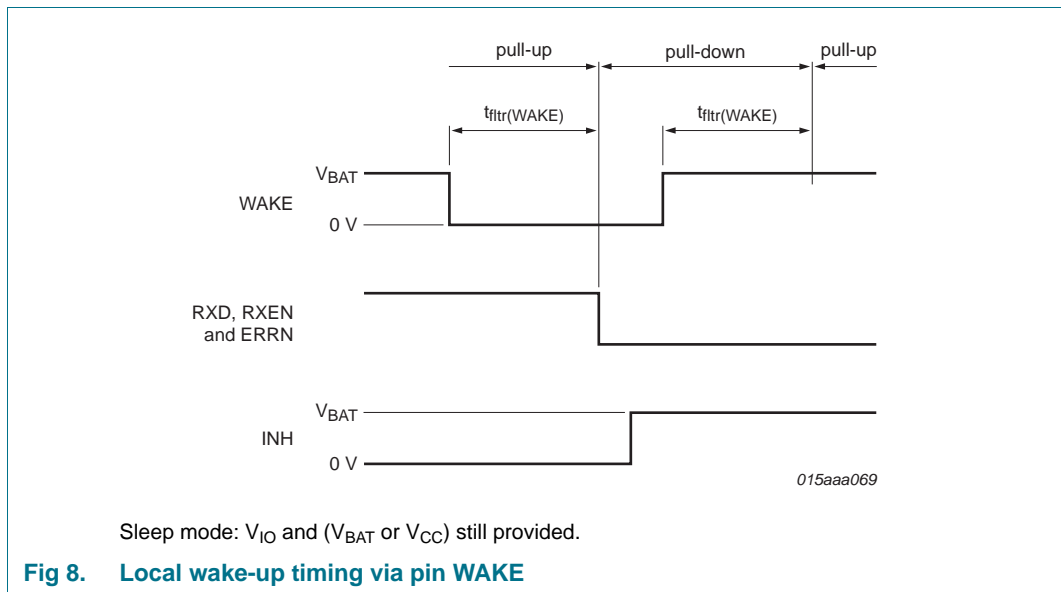 pull-up pull-down pull-up
tfltr(WAKE) tfltr(WAKE)
VBAT
WAKE
0 V
RXD, RXEN
and ERRN
VBAT
INH
0 V
015aaa069
Sleep mode: VIO and (VBAT or VCC) still provided.
Fig 8. Local wake-up timing via pin WAKE